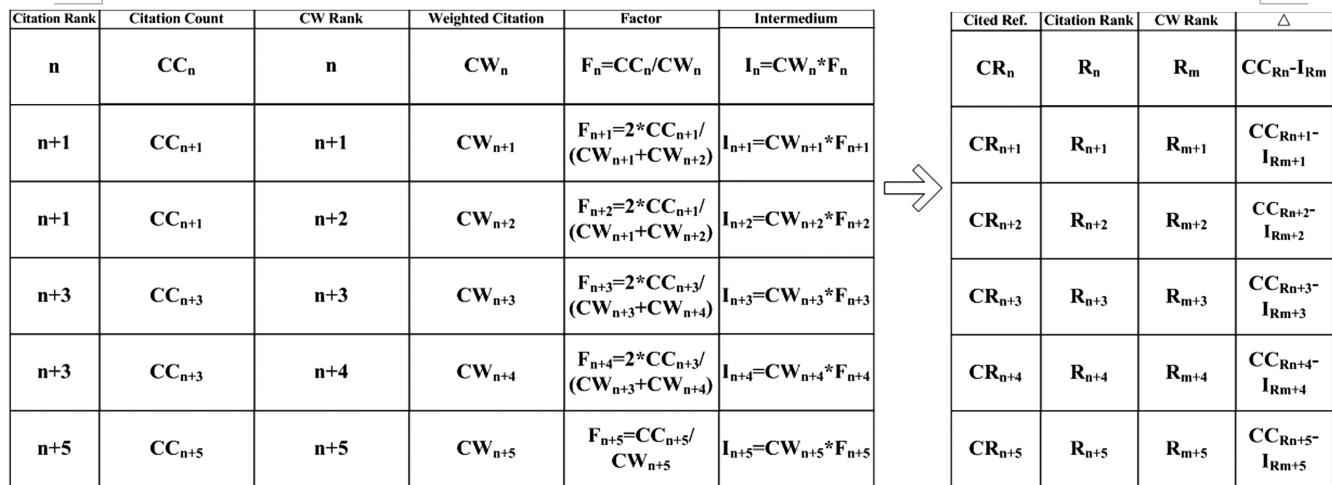 Citation Rank Citation Count CW Rank Weighted Citation Factor Intermedium
n CCn n CWn Fn=CCn/CWn In=CWn*Fn
n+1 CCn+1 n+1 CWn+1 Fn+1=2*CCn+1/ (CWn+1+CWn+2) In+1=CWn+1*Fn+1
n+1 CCn+1 n+2 CWn+2 Fn+2=2*CCn+1/ (CWn+1+CWn+2) In+2=CWn+2*Fn+2
n+3 CCn+3 n+3 CWn+3 Fn+3=2*CCn+3/ (CWn+3+CWn+4) In+3=CWn+3*Fn+3
n+3 CCn+3 n+4 CWn+4 Fn+4=2*CCn+3/ (CWn+3+CWn+4) In+4=CWn+4*Fn+4
n+5 CCn+5 n+5 CWn+5 Fn+5=CCn+5/ CWn+5 In+5=CWn+5*Fn+5
Cited Ref. Citation Rank CW Rank △
CRn Rn Rm CCRn-IRm
CRn+1 Rn+1 Rm+1 CCRn+1- IRm+1
CRn+2 Rn+2 Rm+2 CCRn+2- IRm+2
CRn+3 Rn+3 Rm+3 CCRn+3- IRm+3
CRn+4 Rn+4 Rm+4 CCRn+4- IRm+4
CRn+5 Rn+5 Rm+5 CCRn+5- IRm+5